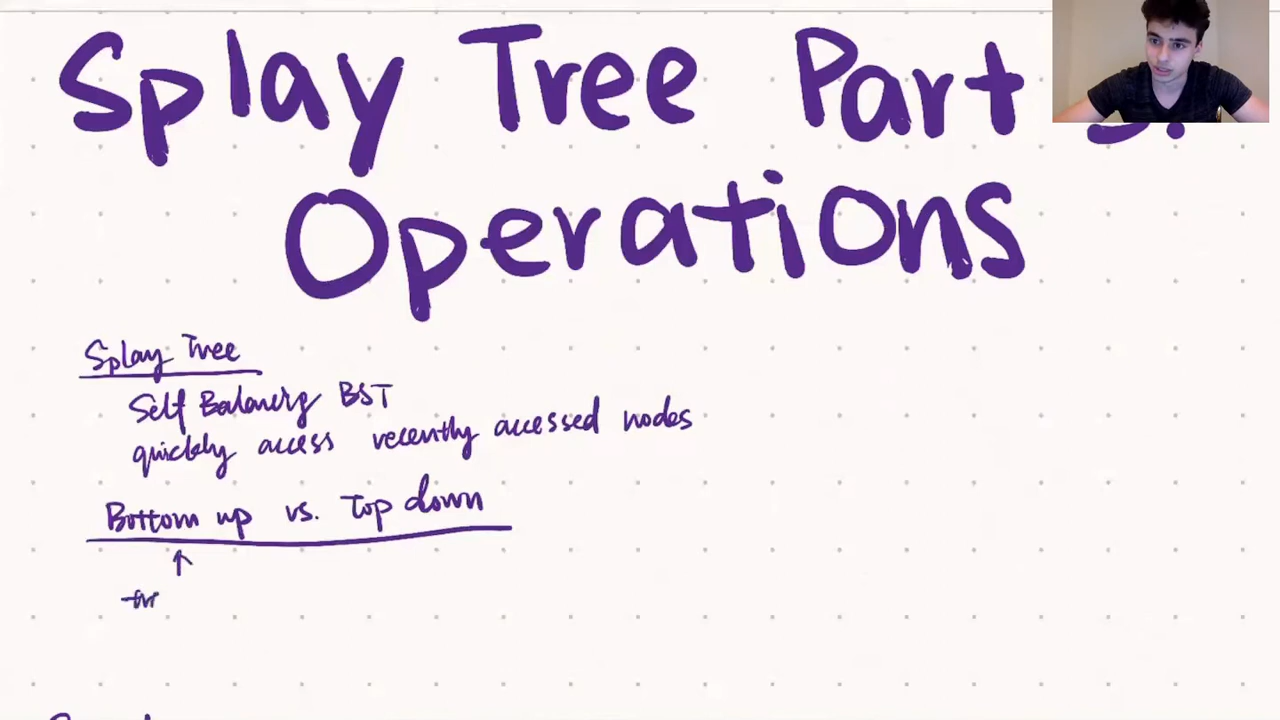 Splay Tree Part
Operations
Splay Tree
Self Balancing BST
quickly access recently accessed nodes
Bottom up vs. Top down